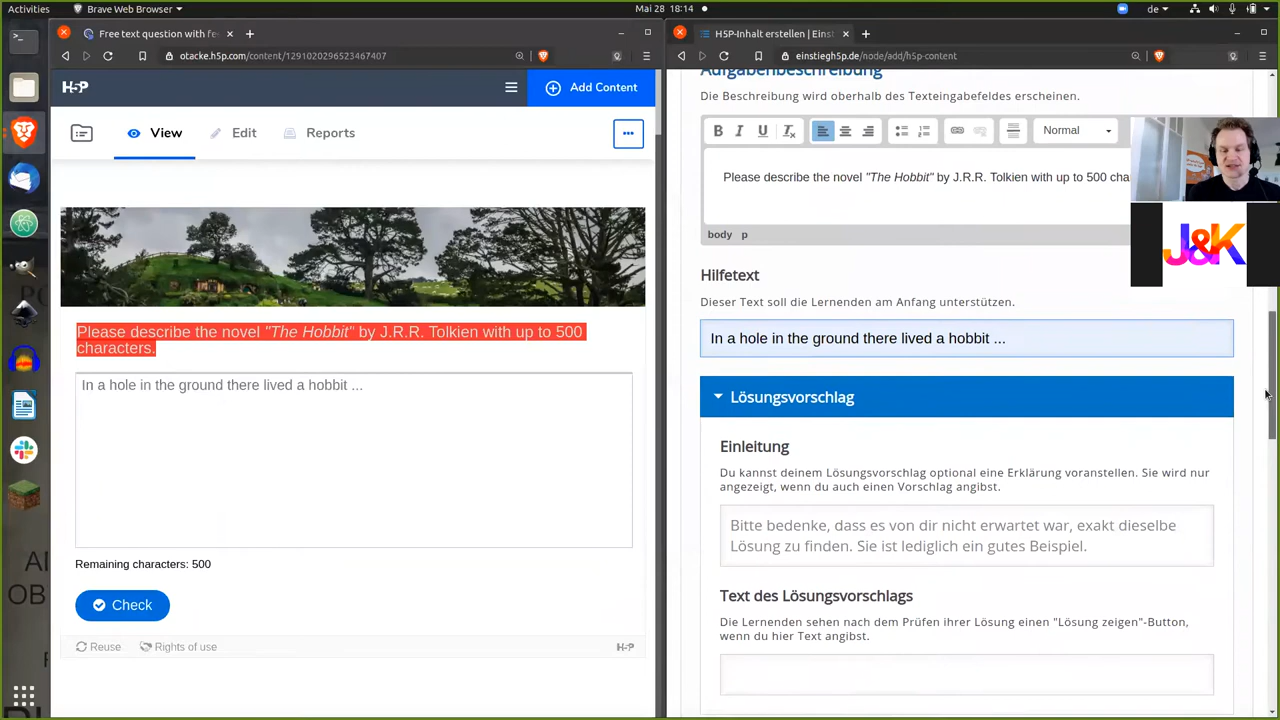 Activities
Brave Web Browser
Mai 28 18:14
de
Free text question with fe
otacke.h5p.com/content/1291020296523467407
H5P
Add Content
View
Edit
Reports
Please describe the novel "The Hobbit" by J.R.R. Tolkien with up to 500
characters.
In a hole in the ground there lived a hobbit ...
Remaining characters: 500
Check
Reuse
Rights of use
H5P
H5P-Inhalt erstellen | Einst
einstiegh5p.de/node/add/h5p-content
Aufgabenbeschreibung
Die Beschreibung wird oberhalb des Texteingabefeldes erscheinen.
B I U Ix
Normal
Please describe the novel "The Hobbit" by J.R.R. Tolkien with up to 500 cha
body p
J&K
Hilfetext
Dieser Text soll die Lernenden am Anfang unterstützen.
In a hole in the ground there lived a hobbit ...
Lösungsvorschlag
Einleitung
Du kannst deinem Lösungsvorschlag optional eine Erklärung voranstellen. Sie wird nur
angezeigt, wenn du auch einen Vorschlag angibst.
Bitte bedenke, dass es von dir nicht erwartet war, exakt dieselbe
Lösung zu finden. Sie ist lediglich ein gutes Beispiel.
Text des Lösungsvorschlags
Die Lernenden sehen nach dem Prüfen ihrer Lösung einen "Lösung zeigen"-Button,
wenn du hier Text angibst.